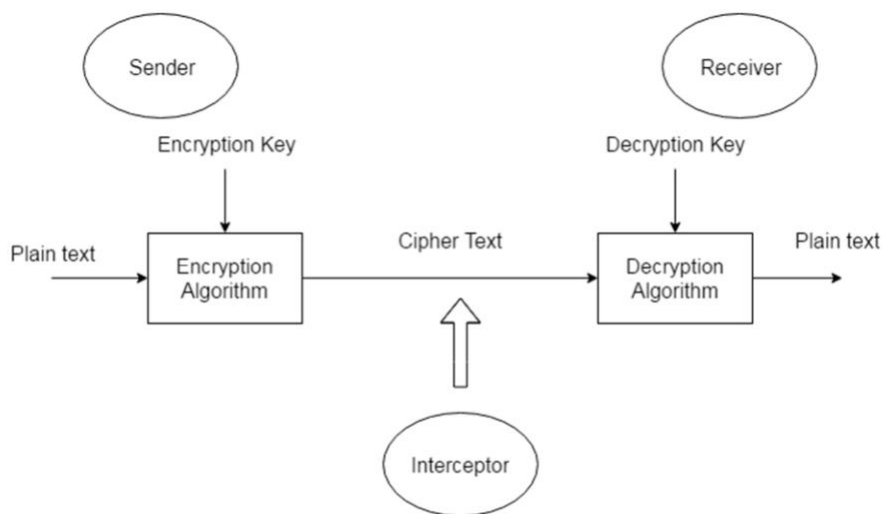 Sender
Receiver
Encryption Key
Decryption Key
Plain text
Encryption
Algorithm
Cipher Text
Decryption
Algorithm
Plain text
Interceptor